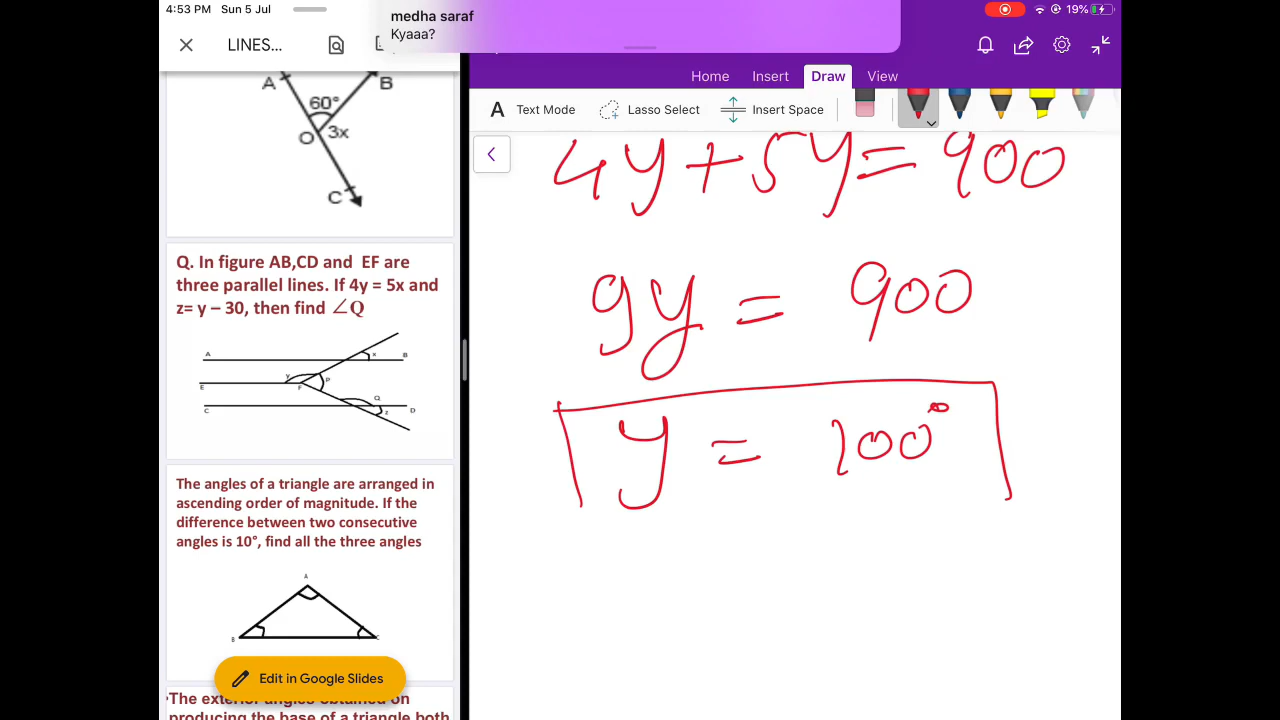 4:53 PM Sun 5 Jul
medha saraf
Kyaaa?
19%
LINES...
Home Insert Draw View
A Text Mode Lasso Select Insert Space
A B
60°
O 3x
C
Q. In figure AB,CD and EF are
three parallel lines. If 4y = 5x and
z= y – 30, then find ∠Q
A x B
y P
E F
Q
C z D
The angles of a triangle are arranged in
ascending order of magnitude. If the
difference between two consecutive
angles is 10°, find all the three angles
A
B C
Edit in Google Slides
•The exterior angles obtained on
producing the base of a triangle both
4y + 5y = 900
9y = 900
y = 100°